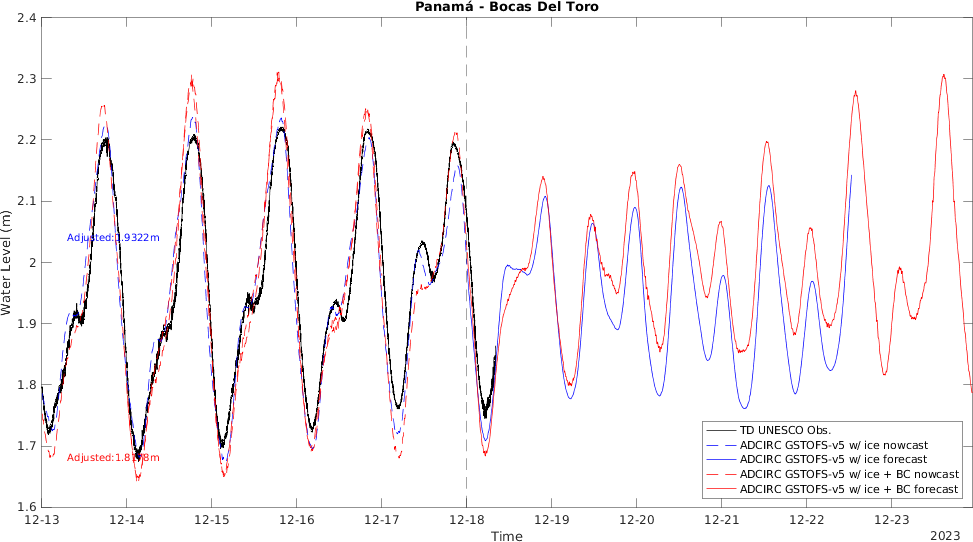 Panamá - Bocas Del Toro
2.4
2.3
2.2
2.1
2
1.9
1.8
1.7
1.6
Water Level (m)
Adjusted:1.9322m
12-13
12-14
12-15
12-16
12-17
12-18
12-19
12-20
12-21
12-22
12-23
Time
2023
TD UNESCO Obs.
ADCIRC GSTOFS-v5 w/ ice nowcast
ADCIRC GSTOFS-v5 w/ ice forecast
ADCIRC GSTOFS-v5 w/ ice + BC nowcast
ADCIRC GSTOFS-v5 w/ ice + BC forecast